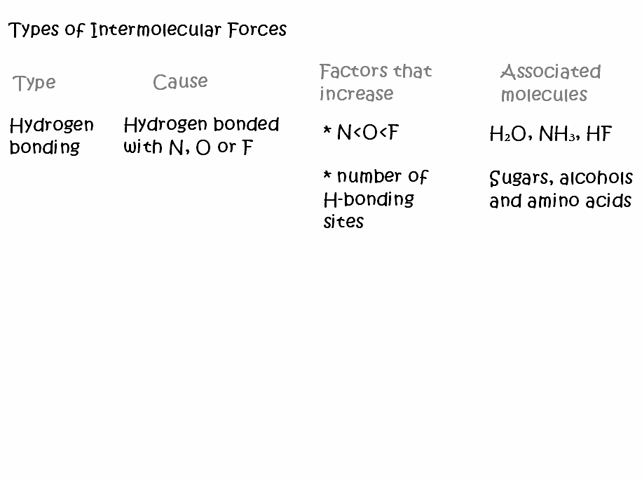 Types of Intermolecular Forces
Type
Cause
Factors that
increase
Associated
molecules
Hydrogen
bonding
Hydrogen bonded
with N, O or F
* N<O<F
H₂O, NH₃, HF
* number of
H-bonding
sites
Sugars, alcohols
and amino acids